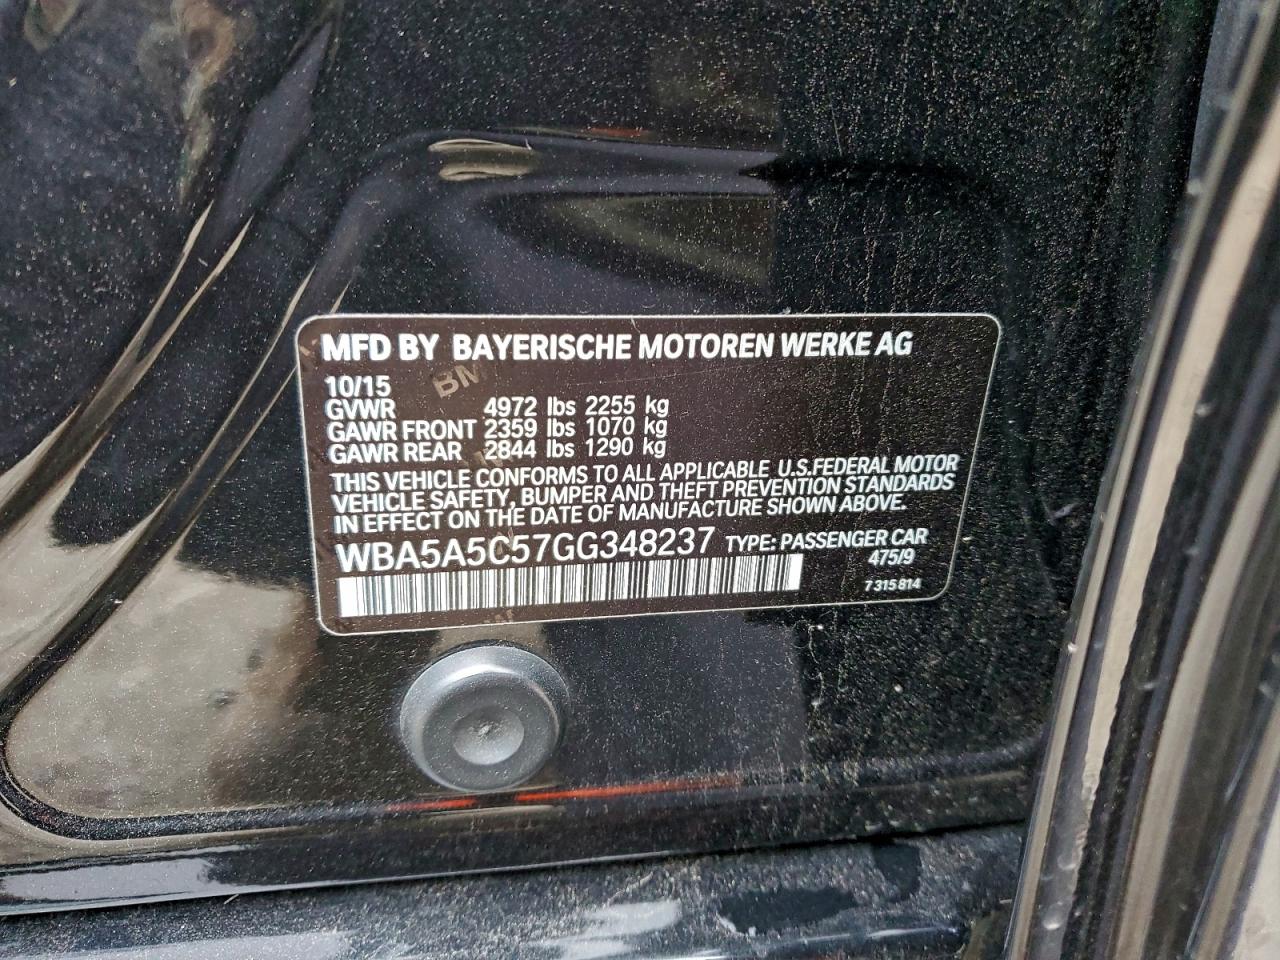 MFD BY BAYERISCHE MOTOREN WERKE AG
10/15
GVWR 4972 lbs 2255 kg
GAWR FRONT 2359 lbs 1070 kg
GAWR REAR 2844 lbs 1290 kg
THIS VEHICLE CONFORMS TO ALL APPLICABLE U.S.FEDERAL MOTOR
VEHICLE SAFETY, BUMPER AND THEFT PREVENTION STANDARDS
IN EFFECT ON THE DATE OF MANUFACTURE SHOWN ABOVE.
WBA5A5C57GG348237 TYPE: PASSENGER CAR
475/9
7 315 814